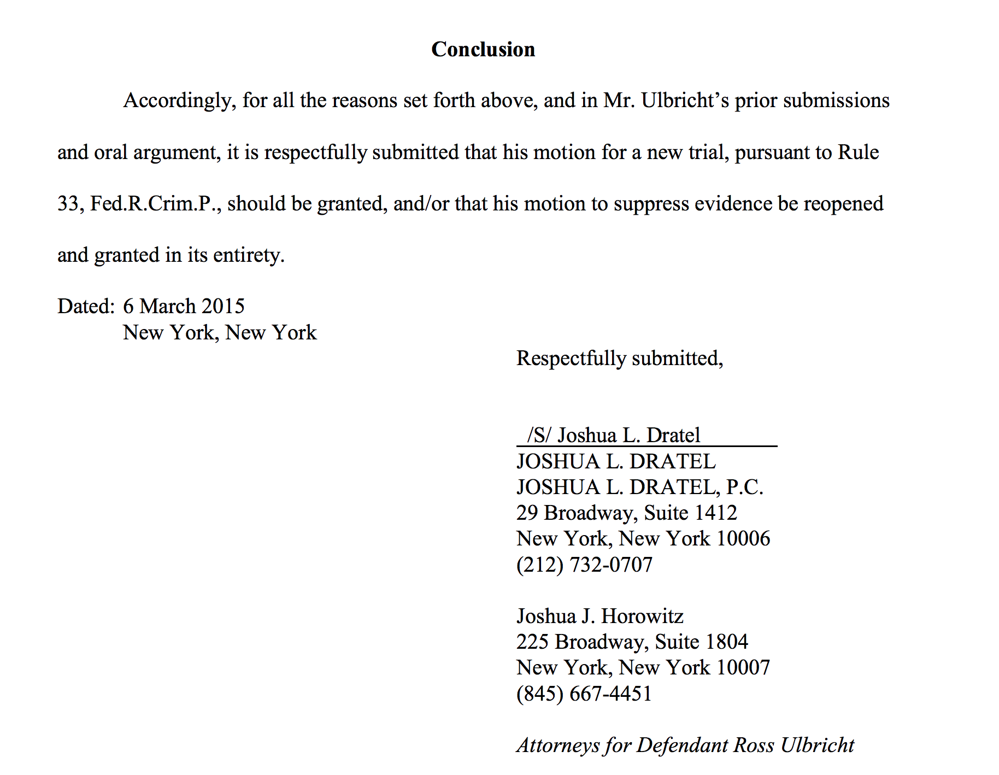 Conclusion
Accordingly, for all the reasons set forth above, and in Mr. Ulbricht’s prior submissions
and oral argument, it is respectfully submitted that his motion for a new trial, pursuant to Rule
33, Fed.R.Crim.P., should be granted, and/or that his motion to suppress evidence be reopened
and granted in its entirety.
Dated: 6 March 2015
New York, New York
Respectfully submitted,
/S/ Joshua L. Dratel
JOSHUA L. DRATEL
JOSHUA L. DRATEL, P.C.
29 Broadway, Suite 1412
New York, New York 10006
(212) 732-0707
Joshua J. Horowitz
225 Broadway, Suite 1804
New York, New York 10007
(845) 667-4451
Attorneys for Defendant Ross Ulbricht